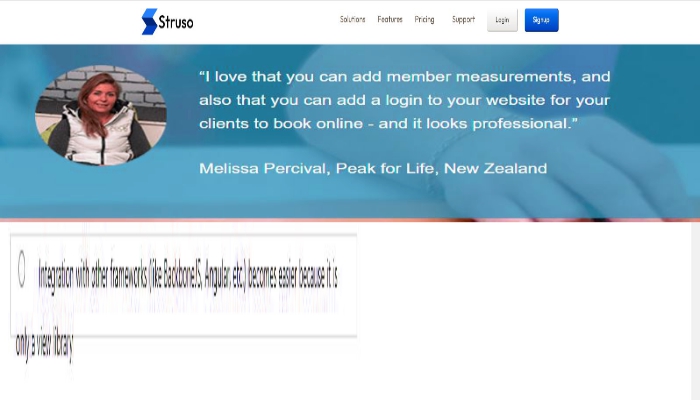 Struso
Solutions Features Pricing Support Login Signup
“I love that you can add member measurements, and
also that you can add a login to your website for your
clients to book online - and it looks professional.”
Melissa Percival, Peak for Life, New Zealand
Integration with other frameworks (like BackboneJS, Angular, etc.) becomes easier because it is
only a view library